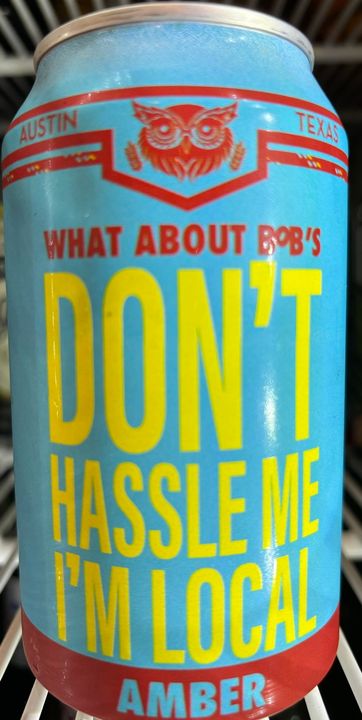 AUSTIN TEXAS
WHAT ABOUT BOB'S
DON'T
HASSLE ME
I'M LOCAL
AMBER